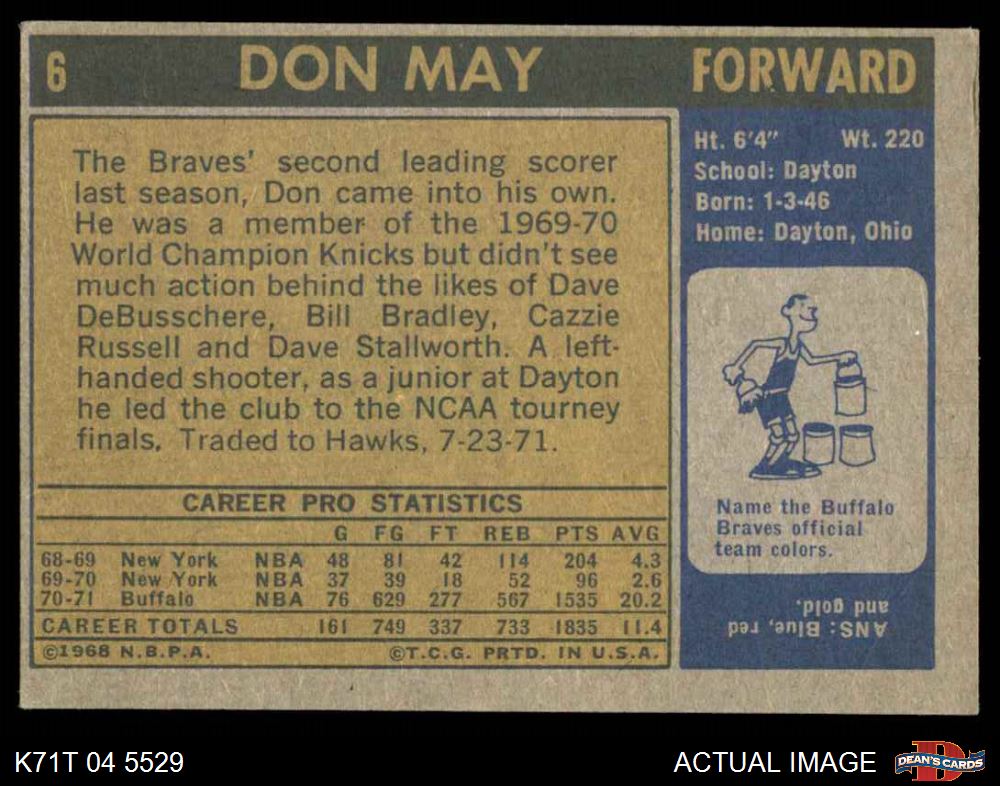 6 DON MAY FORWARD
The Braves' second leading scorer
last season, Don came into his own.
He was a member of the 1969-70
World Champion Knicks but didn't see
much action behind the likes of Dave
DeBusschere, Bill Bradley, Cazzie
Russell and Dave Stallworth. A left-
handed shooter, as a junior at Dayton
he led the club to the NCAA tourney
finals. Traded to Hawks, 7-23-71.
CAREER PRO STATISTICS
G FG FT REB PTS AVG
68-69 New York NBA 48 81 42 114 204 4.3
69-70 New York NBA 37 39 18 52 96 2.6
70-71 Buffalo NBA 76 629 277 567 1535 20.2
CAREER TOTALS 161 749 337 733 1835 11.4
©1968 N.B.P.A. ©T.C.G. PRTD. IN U.S.A.
Ht. 6'4" Wt. 220
School: Dayton
Born: 1-3-46
Home: Dayton, Ohio
Name the Buffalo
Braves official
team colors.
ANS: Blue, red
and gold.
K71T 04 5529
ACTUAL IMAGE
D
DEAN'S CARDS